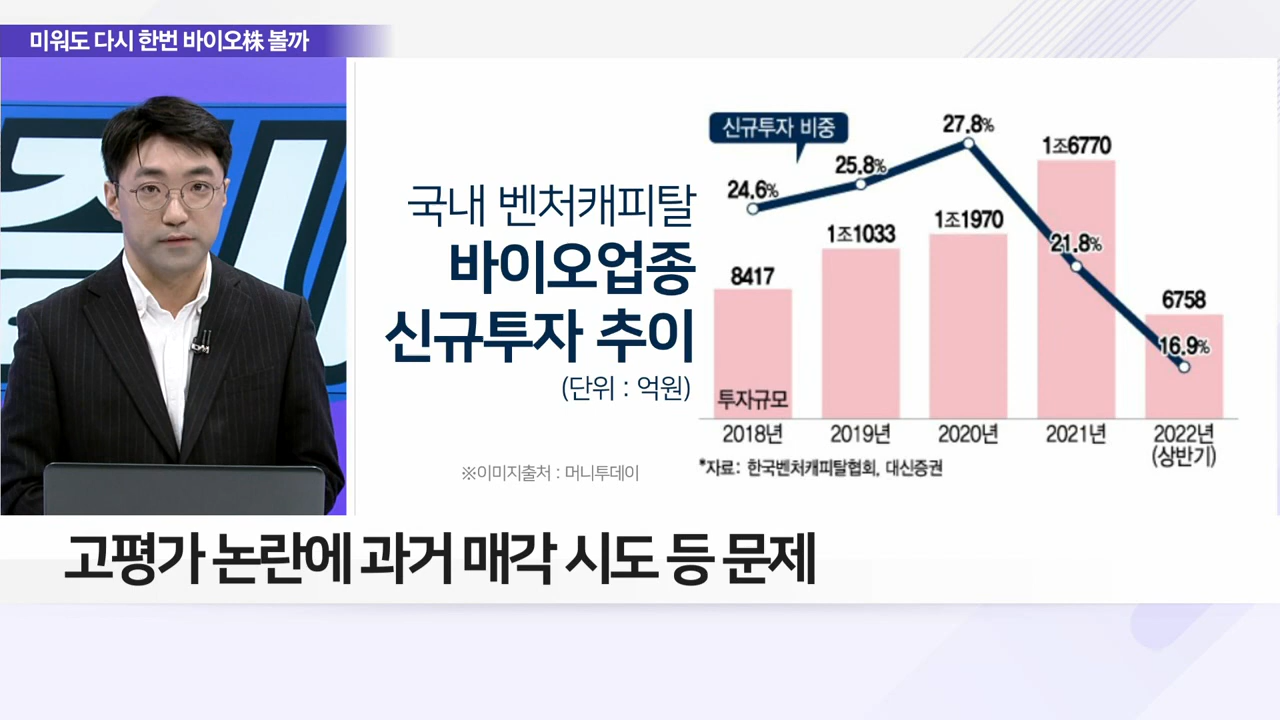 미워도 다시 한번 바이오株 볼까
국내 벤처캐피탈
바이오업종
신규투자 추이
(단위 : 억원)
※이미지출처 : 머니투데이
신규투자 비중
24.6%
25.8%
27.8%
21.8%
16.9%
8417
1조1033
1조1970
1조6770
6758
투자규모
2018년
2019년
2020년
2021년
2022년
(상반기)
*자료: 한국벤처캐피탈협회, 대신증권
고평가 논란에 과거 매각 시도 등 문제